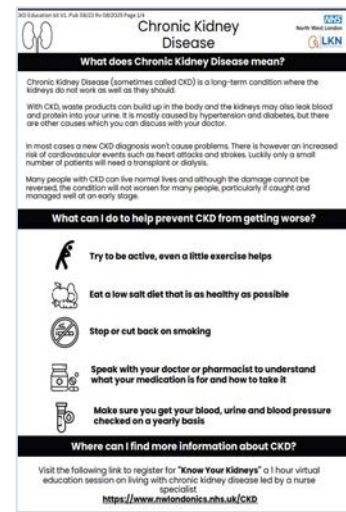 CKD Education kit V1. Pub 08/23 Rv 08/2025 Page 1/4
Chronic Kidney
Disease
NHS
North West London
LKN
What does Chronic Kidney Disease mean?
Chronic Kidney Disease (sometimes called CKD) is a long-term condition where the
kidneys do not work as well as they should.
With CKD, waste products can build up in the body and the kidneys may also leak blood
and protein into your urine. It is mostly caused by hypertension and diabetes, but there
are other causes which you can discuss with your doctor.
In most cases a new CKD diagnosis won't cause problems. There is however an increased
risk of cardiovascular events such as heart attacks and strokes. Luckily only a small
number of patients will need a transplant or dialysis.
Many people with CKD can live normal lives and although the damage cannot be
reversed, the condition will not worsen for many people, particularly if caught and
managed well at an early stage.
What can I do to help prevent CKD from getting worse?
Try to be active, even a little exercise helps
Eat a low salt diet that is as healthy as possible
Stop or cut back on smoking
Speak with your doctor or pharmacist to understand
what your medication is for and how to take it
Make sure you get your blood, urine and blood pressure
checked on a yearly basis
Where can I find more information about CKD?
Visit the following link to register for "Know Your Kidneys" a 1 hour virtual
education session on living with chronic kidney disease led by a nurse
specialist
https://www.nwlondonics.nhs.uk/CKD